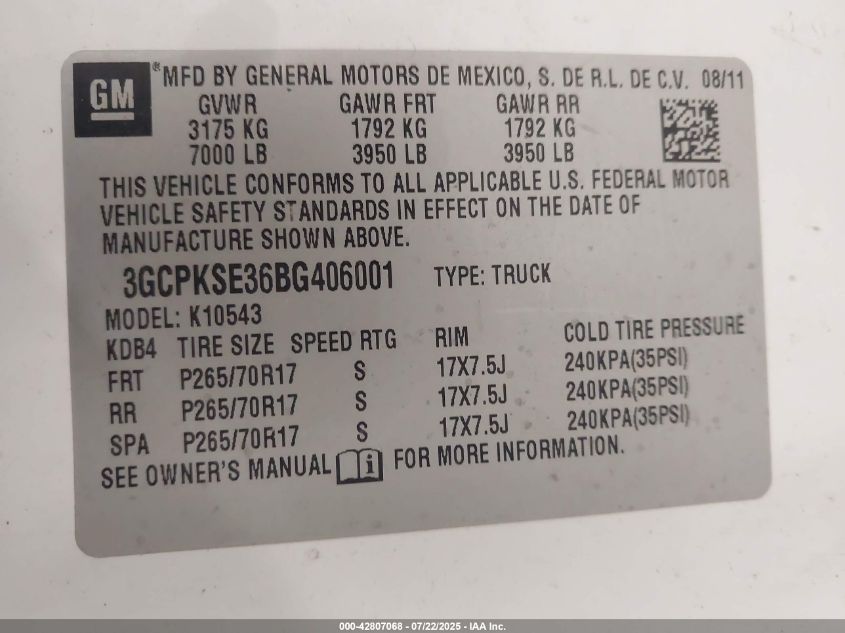 GM ® MFD BY GENERAL MOTORS DE MEXICO, S. DE R.L. DE C.V. 08/11
GVWR GAWR FRT GAWR RR
3175 KG 1792 KG 1792 KG
7000 LB 3950 LB 3950 LB
THIS VEHICLE CONFORMS TO ALL APPLICABLE U.S. FEDERAL MOTOR
VEHICLE SAFETY STANDARDS IN EFFECT ON THE DATE OF
MANUFACTURE SHOWN ABOVE.
3GCPKSE36BG406001 TYPE: TRUCK
MODEL: K10543
KDB4 TIRE SIZE SPEED RTG RIM COLD TIRE PRESSURE
FRT P265/70R17 S 17X7.5J 240KPA(35PSI)
RR P265/70R17 S 17X7.5J 240KPA(35PSI)
SPA P265/70R17 S 17X7.5J 240KPA(35PSI)
SEE OWNER'S MANUAL i FOR MORE INFORMATION.
000-42807068 - 07/22/2025 - IAA Inc.